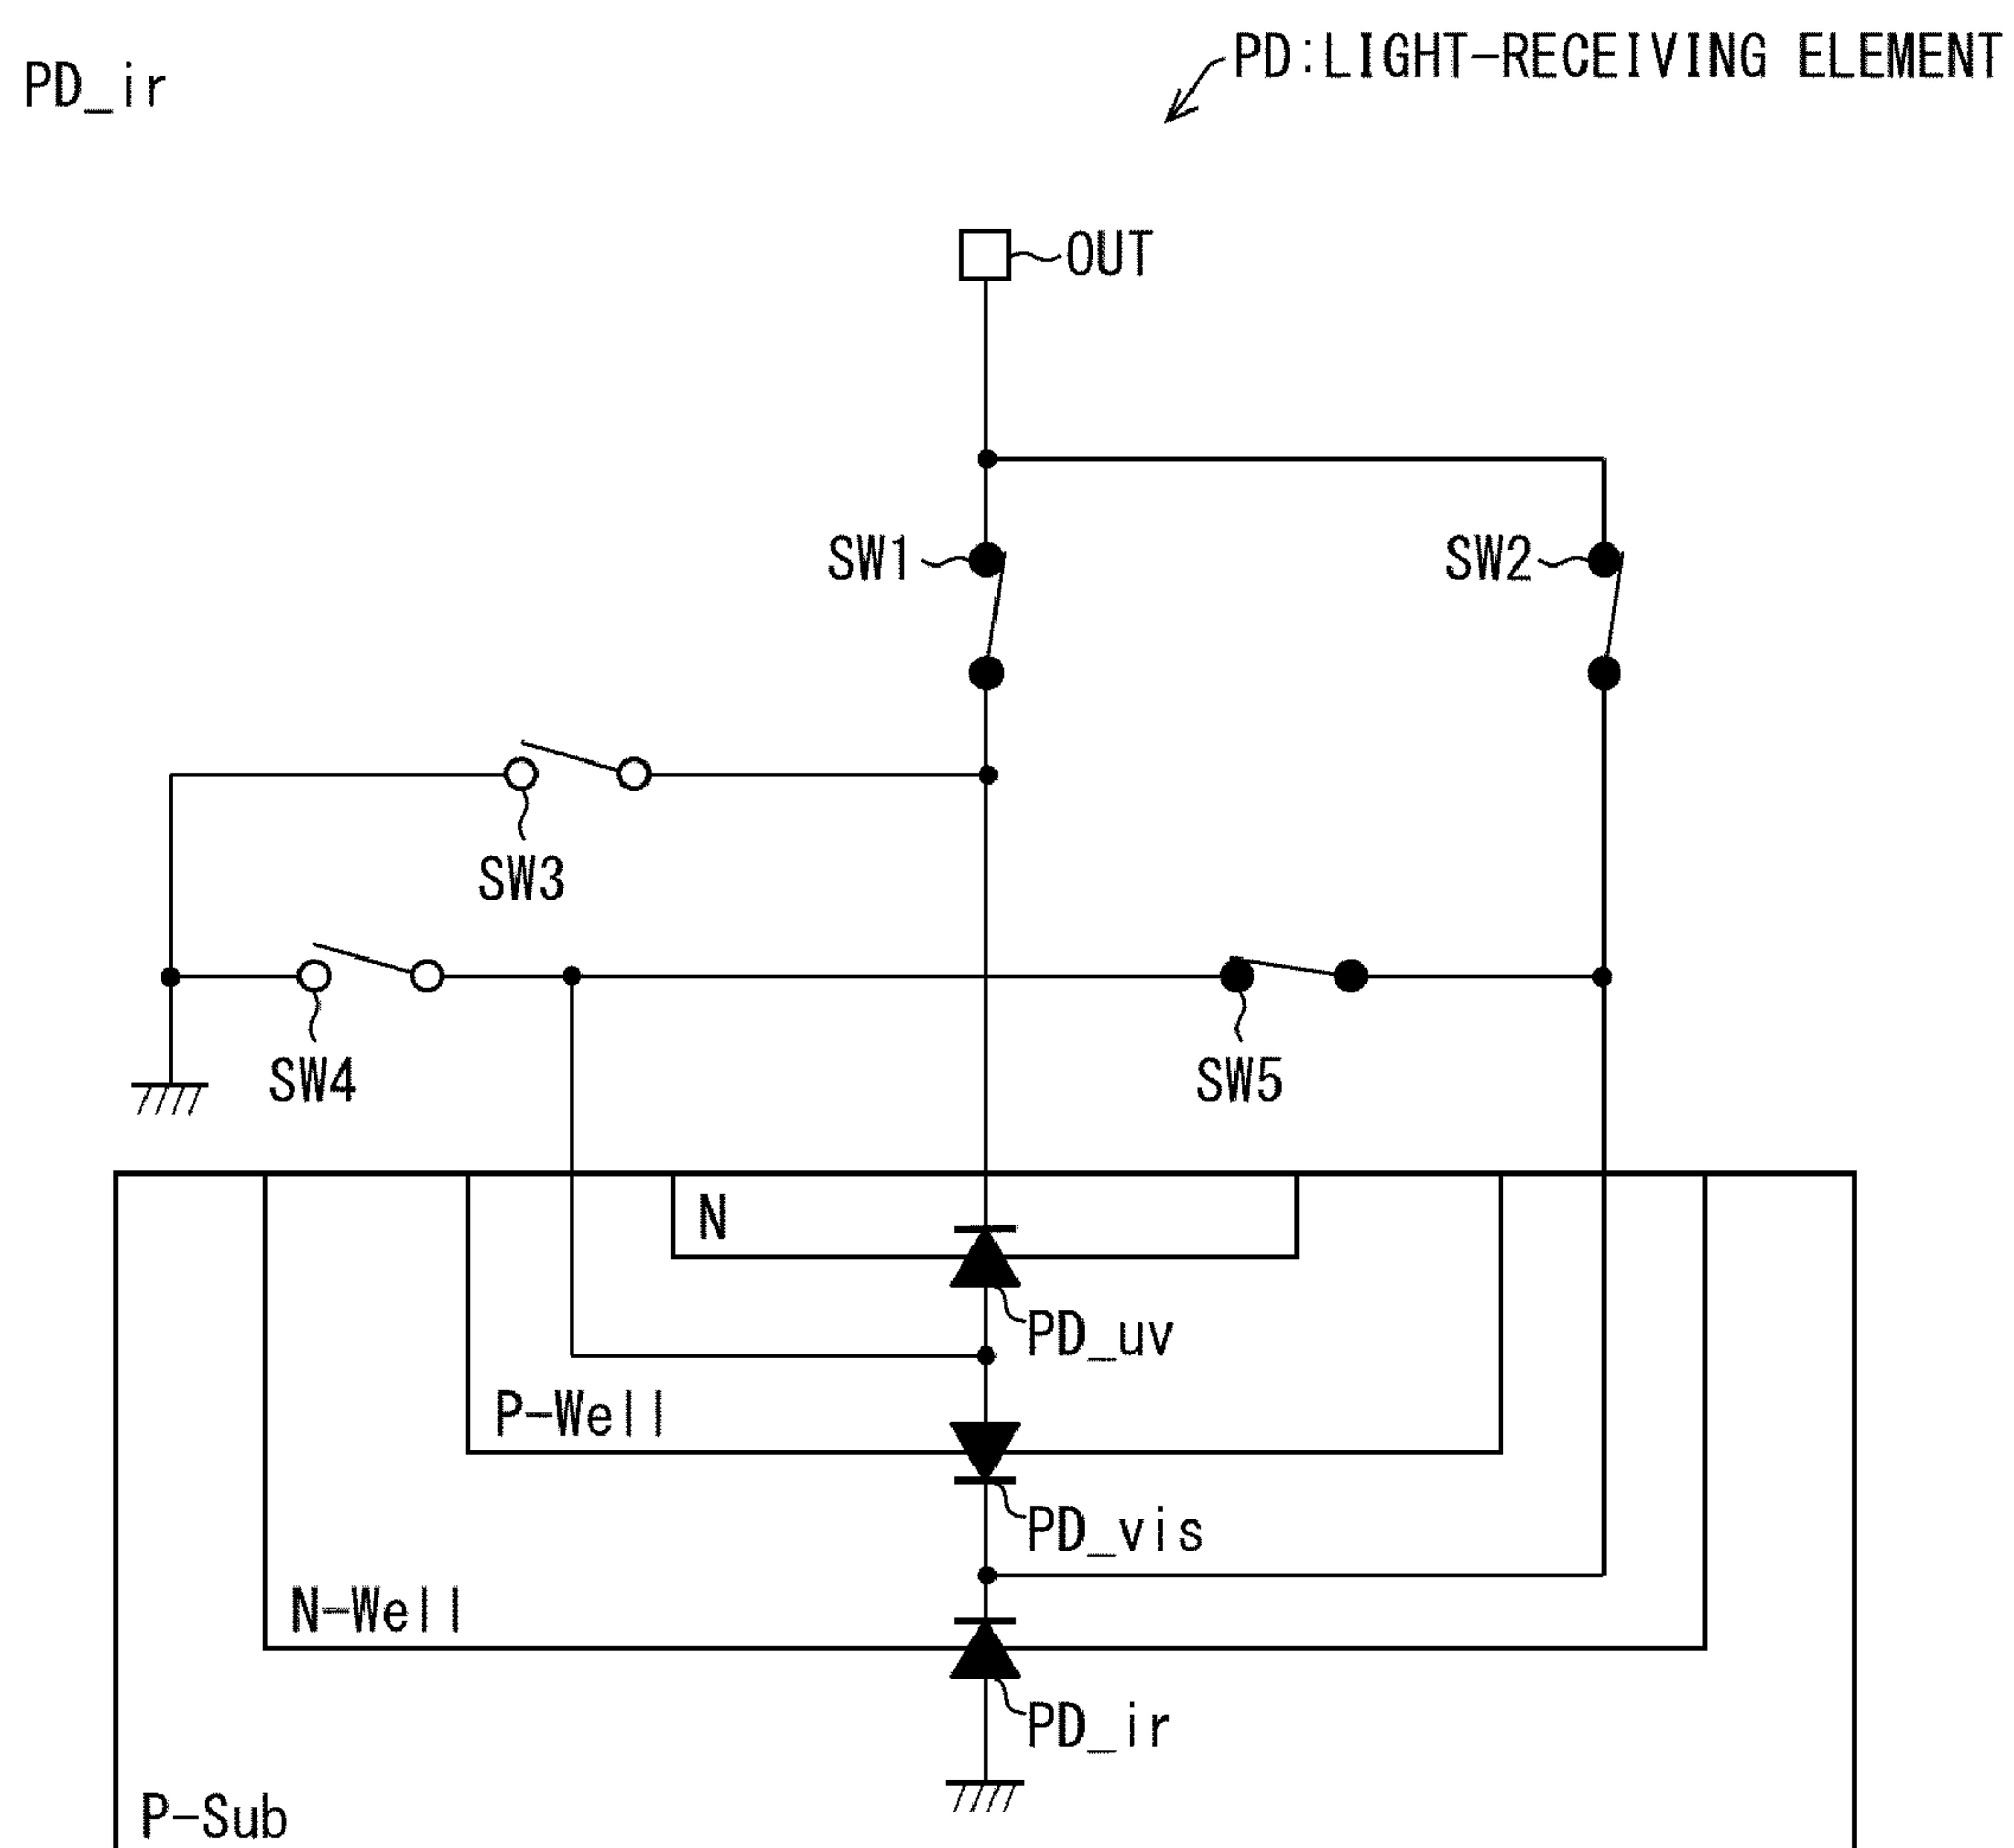 PD_ir
PD:LIGHT-RECEIVING ELEMENT
OUT
SW1
SW2
SW3
SW4
SW5
N
PD_uv
P-Well
PD_vis
N-Well
PD_ir
P-Sub